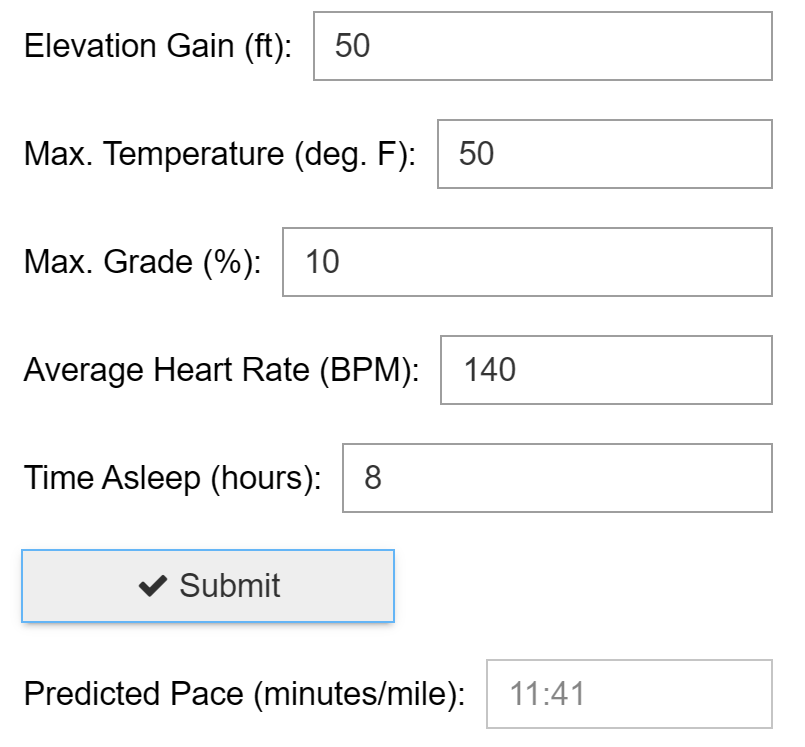 Elevation Gain (ft): 50
Max. Temperature (deg. F): 50
Max. Grade (%): 10
Average Heart Rate (BPM): 140
Time Asleep (hours): 8
Submit
Predicted Pace (minutes/mile): 11:41